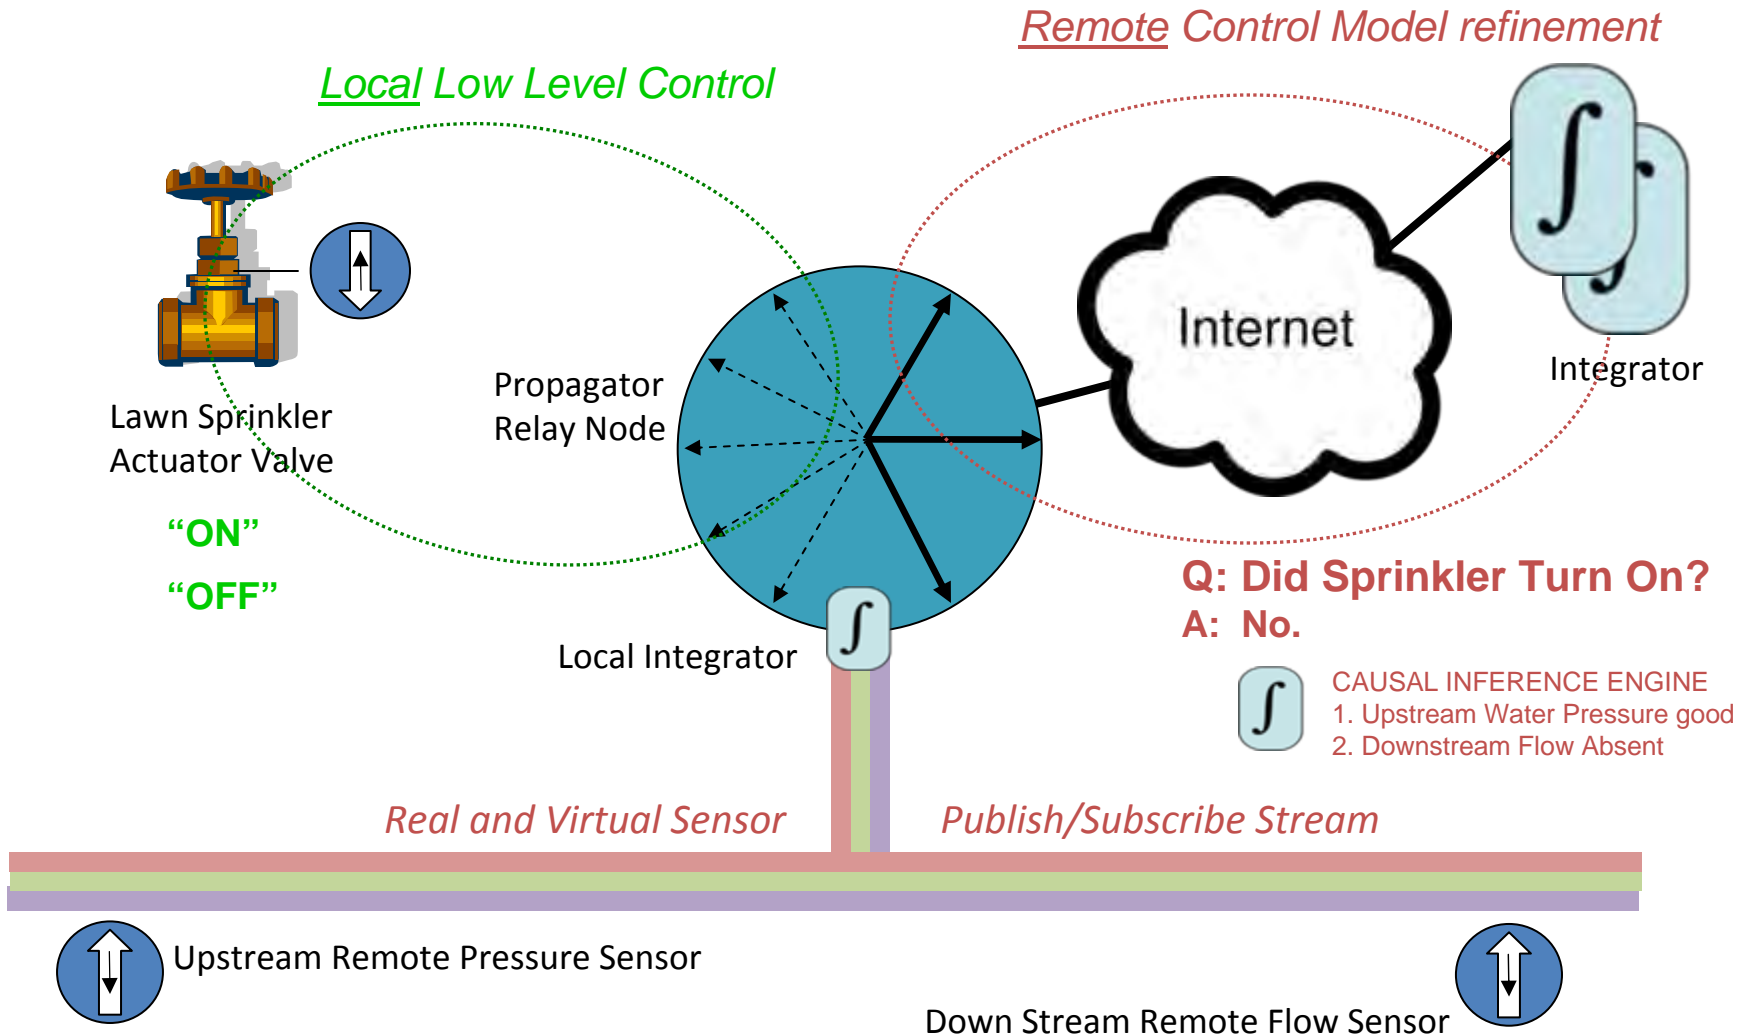 Remote Control Model refinement
Local Low Level Control
Internet
Integrator
Propagator
Relay Node
Lawn Sprinkler
Actuator Valve
“ON”
“OFF”
Q: Did Sprinkler Turn On?
A: No.
Local Integrator
CAUSAL INFERENCE ENGINE
1. Upstream Water Pressure good
2. Downstream Flow Absent
Real and Virtual Sensor
Publish/Subscribe Stream
Upstream Remote Pressure Sensor
Down Stream Remote Flow Sensor